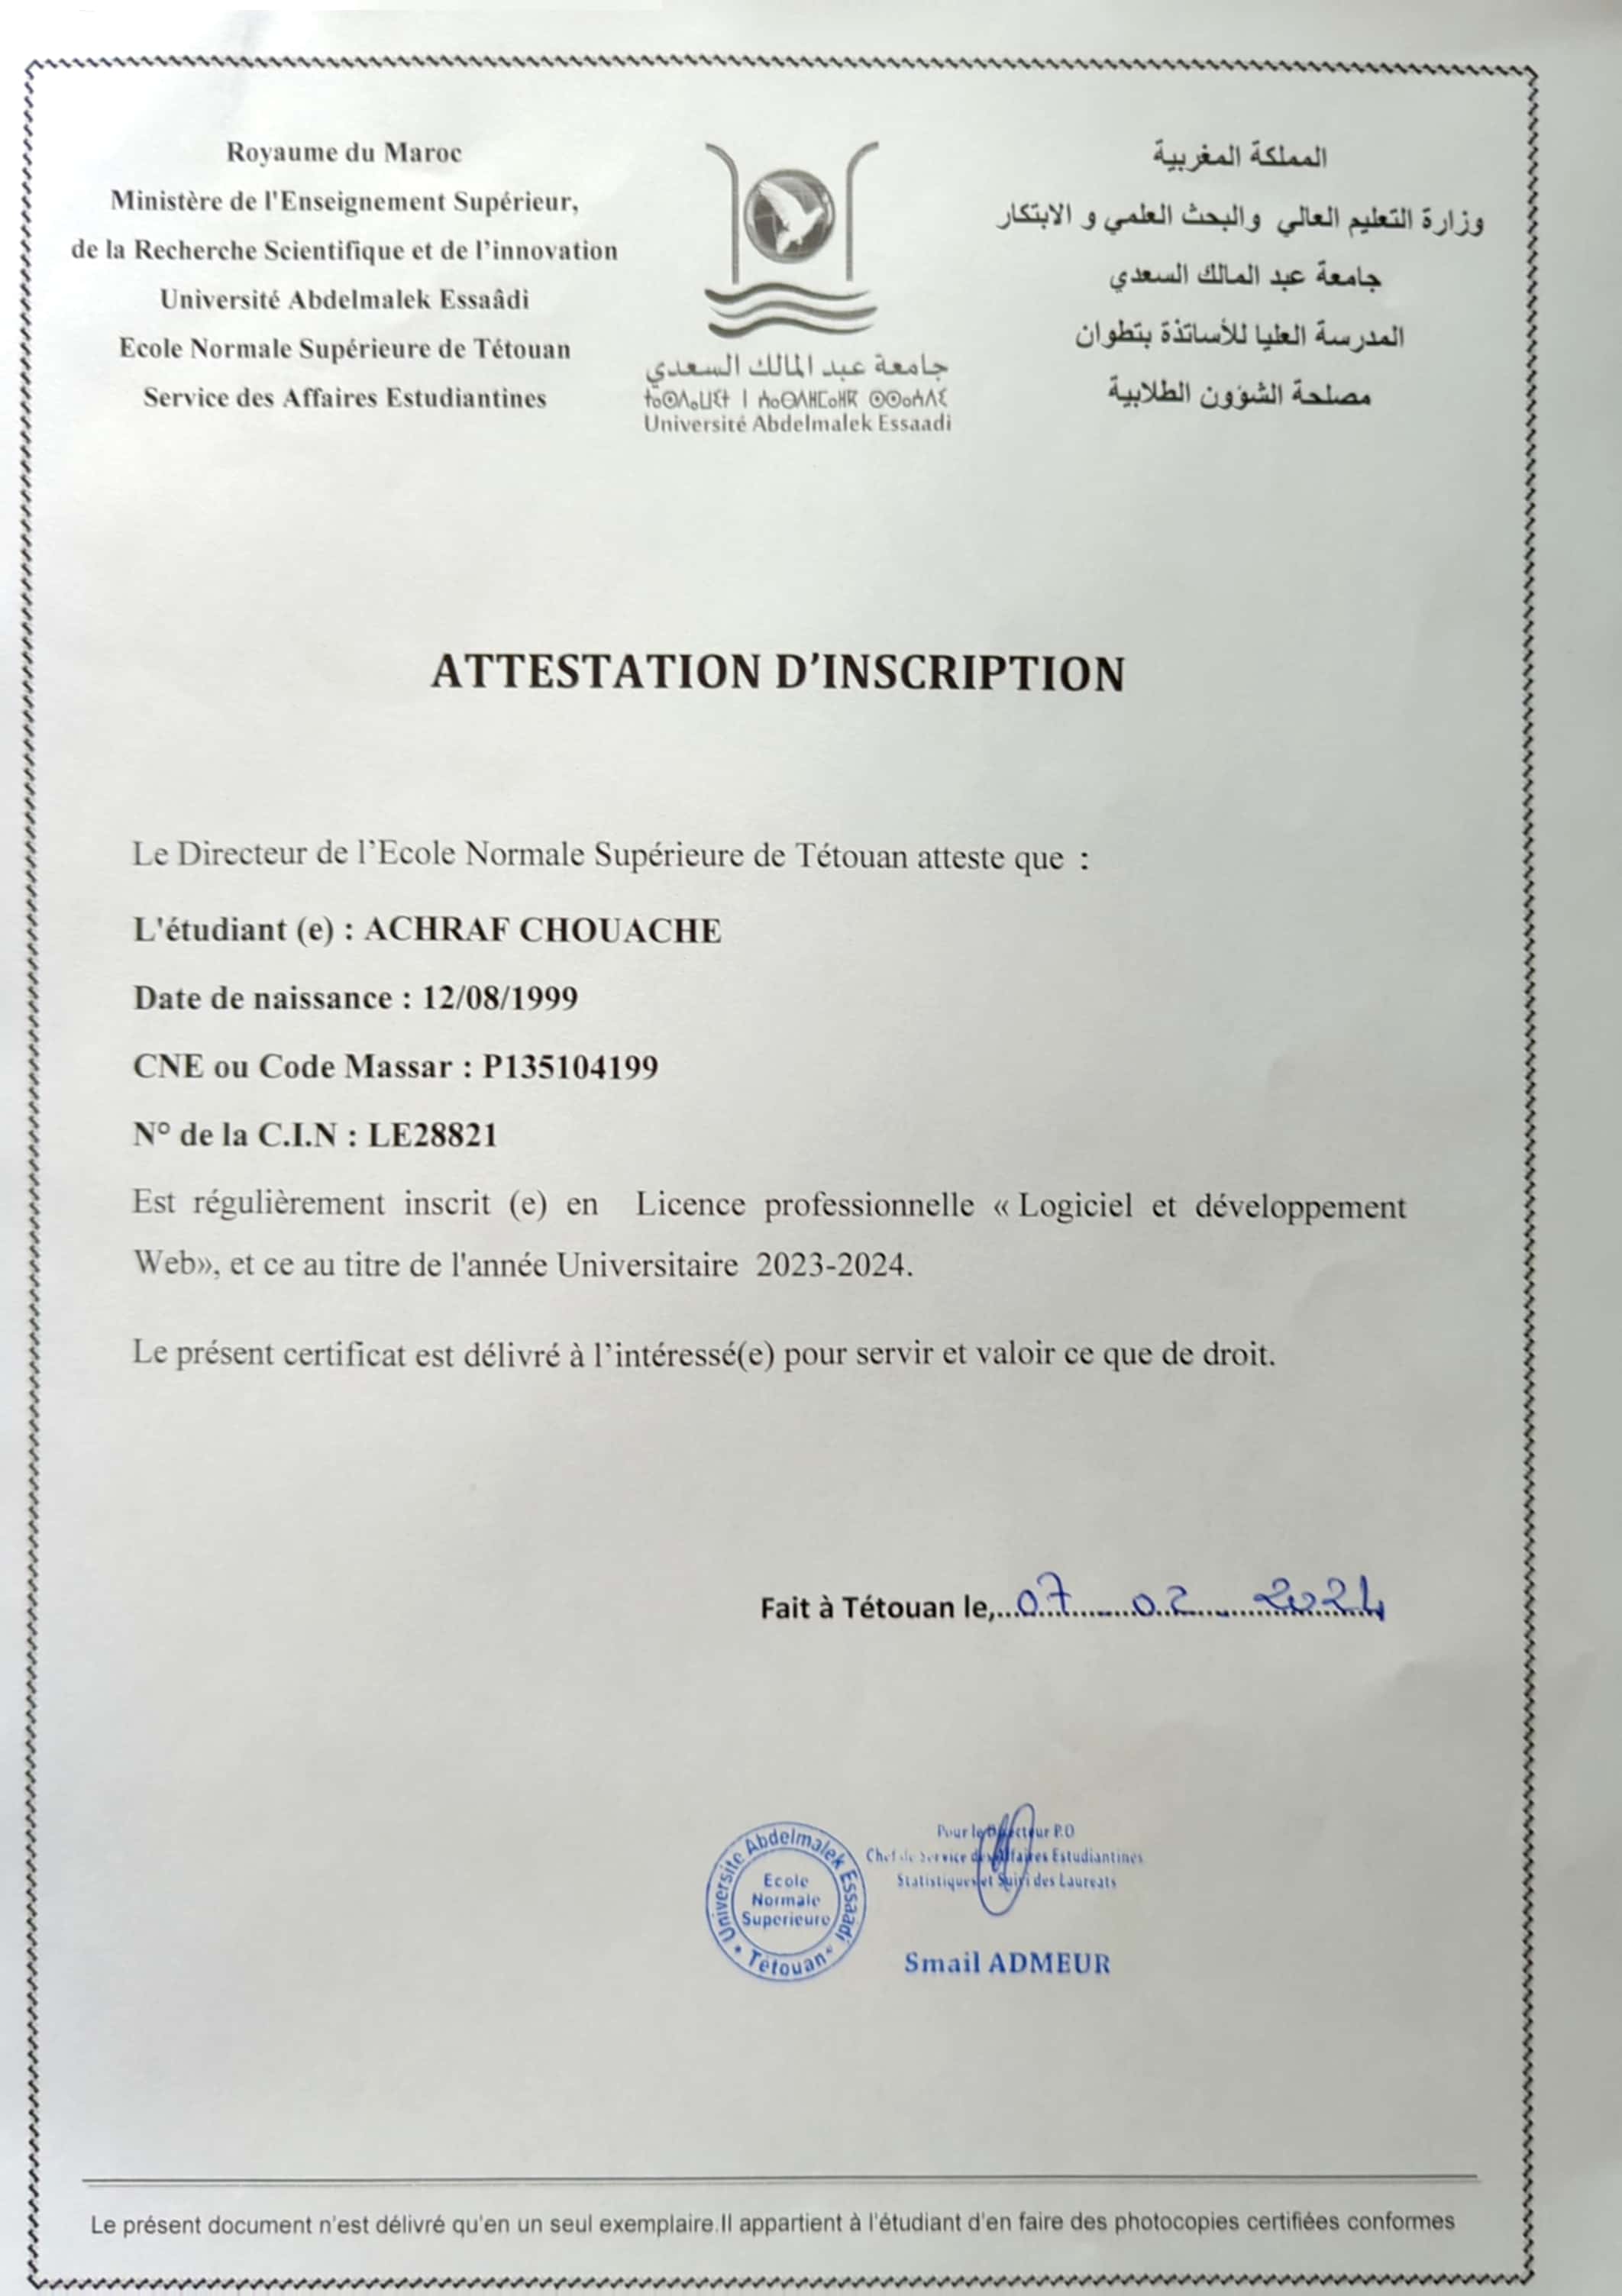 Royaume du Maroc
Ministère de l'Enseignement Supérieur,
de la Recherche Scientifique et de l’innovation
Université Abdelmalek Essaâdi
Ecole Normale Supérieure de Tétouan
Service des Affaires Estudiantines
جامعة عبد المالك السعدي
ⵜⴰⵙⴷⴰⵡⵉⵜ ⵏ ⵄⴰⴱⴷⵍⵎⴰⵍⴽ ⵙⵙⴰⵄⴷⵉ
Université Abdelmalek Essaadi
المملكة المغربية
وزارة التعليم العالي والبحث العلمي و الابتكار
جامعة عبد المالك السعدي
المدرسة العليا للأساتذة بتطوان
مصلحة الشؤون الطلابية
ATTESTATION D’INSCRIPTION
Le Directeur de l’Ecole Normale Supérieure de Tétouan atteste que :
L'étudiant (e) : ACHRAF CHOUACHE
Date de naissance : 12/08/1999
CNE ou Code Massar : P135104199
N° de la C.I.N : LE28821
Est régulièrement inscrit (e) en Licence professionnelle « Logiciel et développement
Web», et ce au titre de l'année Universitaire 2023-2024.
Le présent certificat est délivré à l’intéressé(e) pour servir et valoir ce que de droit.
Fait à Tétouan le,...07......02......2024
Universite Abdelmalek Essaadi
Ecole
Normale
Superieure
* Tétouan *
Pour le Directeur P.O
Chef de Service des Affaires Estudiantines
Statistiques et Suivi des Laureats
Smail ADMEUR
Le présent document n'est délivré qu'en un seul exemplaire.Il appartient à l'étudiant d'en faire des photocopies certifiées conformes